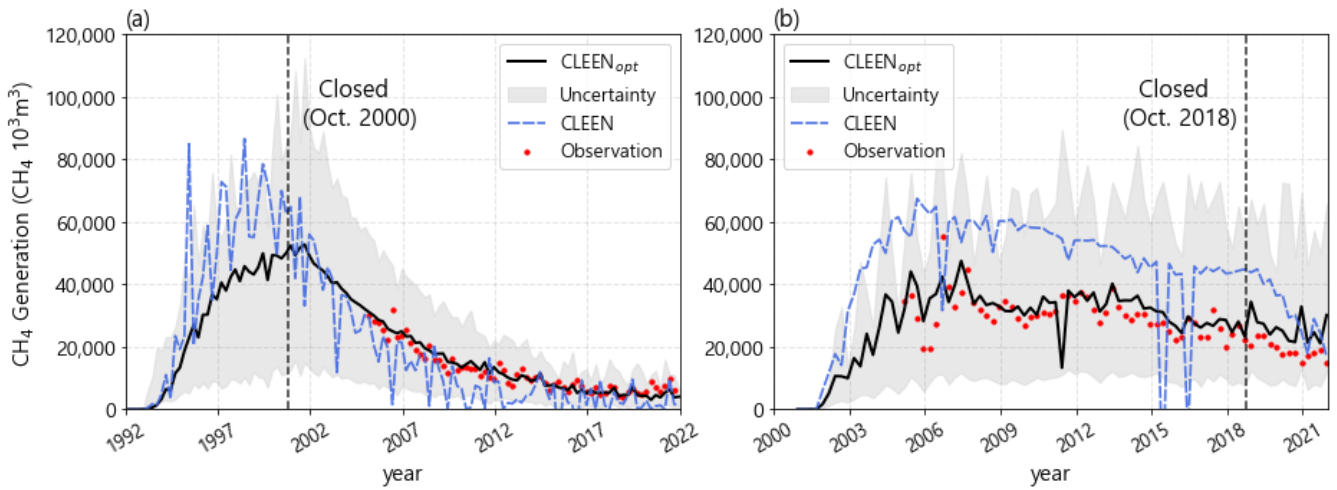 (a)
(b)
CH₄ Generation (CH₄ 10³m³)
120,000
100,000
80,000
60,000
40,000
20,000
0
1992
1997
2002
2007
2012
2017
2022
year
Closed
(Oct. 2000)
CLEENₒₚₜ
Uncertainty
CLEEN
Observation
120,000
100,000
80,000
60,000
40,000
20,000
0
2000
2003
2006
2009
2012
2015
2018
2021
year
CLEENₒₚₜ
Uncertainty
CLEEN
Observation
Closed
(Oct. 2018)